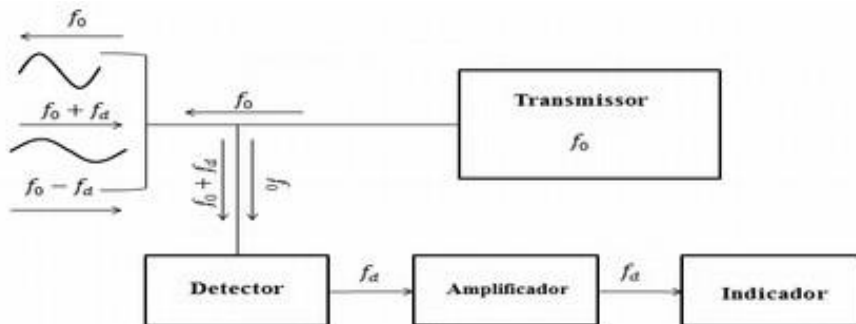 f₀
f₀ + f_d
f₀ − f_d
f₀
f₀ + f_d
f₀
Transmissor
f₀
Detector
f_d
Amplificador
f_d
Indicador